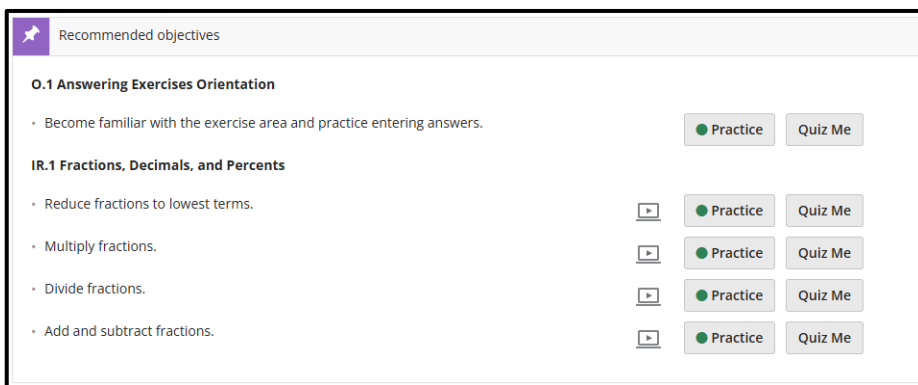 Recommended objectives
O.1 Answering Exercises Orientation
• Become familiar with the exercise area and practice entering answers.
Practice Quiz Me
IR.1 Fractions, Decimals, and Percents
• Reduce fractions to lowest terms.
Practice Quiz Me
• Multiply fractions.
Practice Quiz Me
• Divide fractions.
Practice Quiz Me
• Add and subtract fractions.
Practice Quiz Me